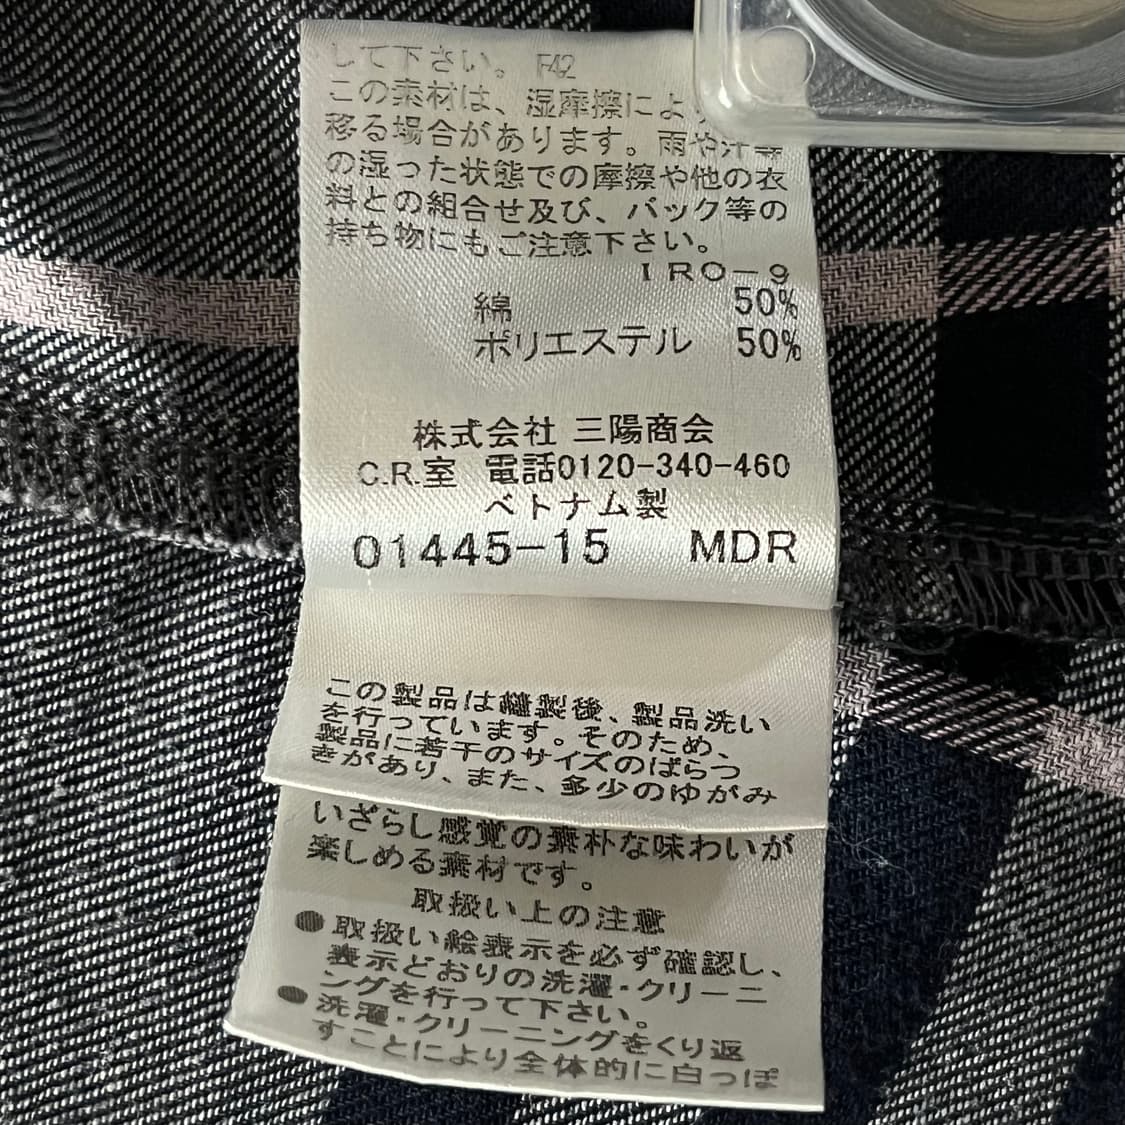 して下さい。 F42
この素材は、湿摩擦によ
移る場合があります。雨や汗等
の湿った状態での摩擦や他の衣
料との組合せ及び、バック等の
持ち物にもご注意下さい。
IRO-9
綿 50%
ポリエステル 50%
株式会社 三陽商会
C.R.室 電話0120-340-460
ベトナム製
01445-15 MDR
この製品は縫製後、製品洗い
を行っています。そのため、
製品に若干のサイズのばらつ
きがあり、また、多少のゆがみ
いざらし感覚の素朴な味わいが
楽しめる素材です。
取扱い上の注意
●取扱い絵表示を必ず確認し、
表示どおりの洗濯・クリーニ
ングを行って下さい。
●洗濯・クリーニングをくり返
すことにより全体的に白っぽ